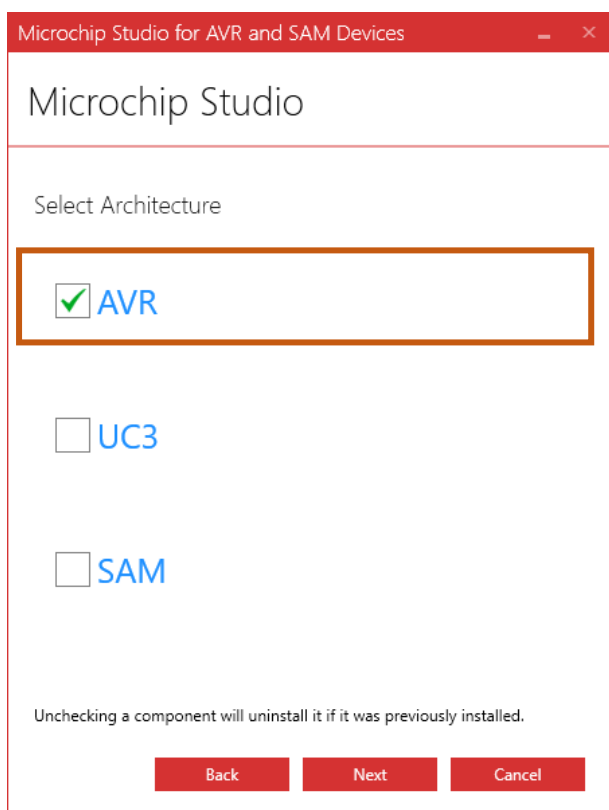 Microchip Studio for AVR and SAM Devices
Microchip Studio
Select Architecture
AVR
UC3
SAM
Unchecking a component will uninstall it if it was previously installed.
Back Next Cancel